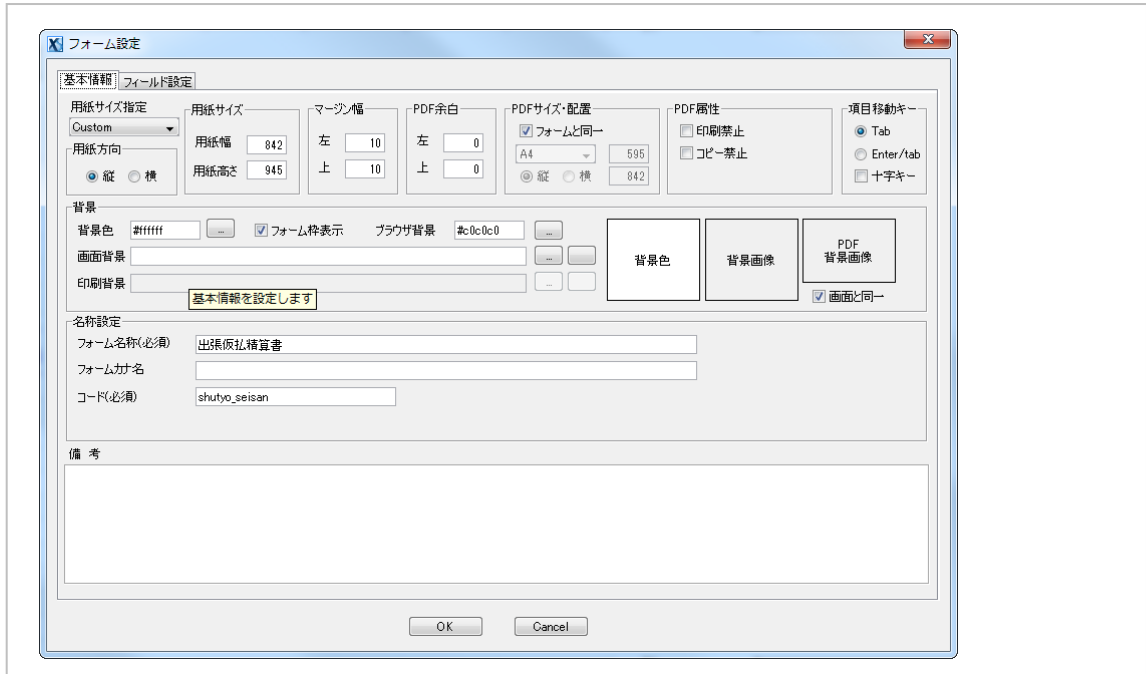 フォーム設定
基本情報 フィールド設定
用紙サイズ指定
Custom
用紙方向
縦 横
用紙サイズ
用紙幅 842
用紙高さ 945
マージン幅
左 10
上 10
PDF余白
左 0
上 0
PDFサイズ・配置
フォームと同一
A4 595
縦 横 842
PDF属性
印刷禁止
コピー禁止
項目移動キー
Tab
Enter/tab
十字キー
背景
背景色 #ffffff ... フォーム枠表示 ブラウザ背景 #c0c0c0 ...
画面背景 ...
印刷背景 ...
基本情報を設定します
背景色
背景画像
PDF
背景画像
画面と同一
名称設定
フォーム名称(必須) 出張仮払精算書
フォームカナ名
コード(必須) shutyo_seisan
備 考
OK Cancel